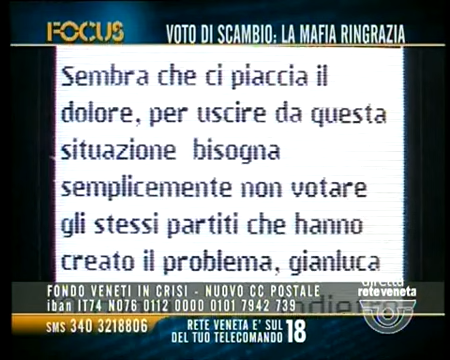 FOCUS
VOTO DI SCAMBIO: LA MAFIA RINGRAZIA
Sembra che ci piaccia il
dolore, per uscire da questa
situazione bisogna
semplicemente non votare
gli stessi partiti che hanno
creato il problema, gianluca
FONDO VENETI IN CRISI - NUOVO CC POSTALE
iban IT74 N076 0112 0000 0101 7942 739
diretta
reteveneta
SMS 340 3218806
RETE VENETA E' SUL
DEL TUO TELECOMANDO 18